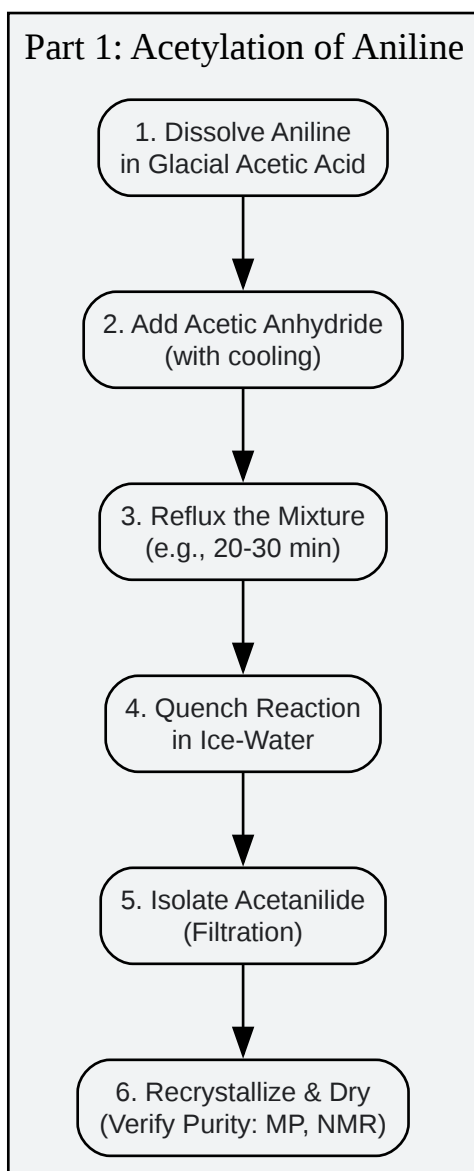 Part 1: Acetylation of Aniline
1. Dissolve Aniline
in Glacial Acetic Acid
2. Add Acetic Anhydride
(with cooling)
3. Reflux the Mixture
(e.g., 20-30 min)
4. Quench Reaction
in Ice-Water
5. Isolate Acetanilide
(Filtration)
6. Recrystallize & Dry
(Verify Purity: MP, NMR)